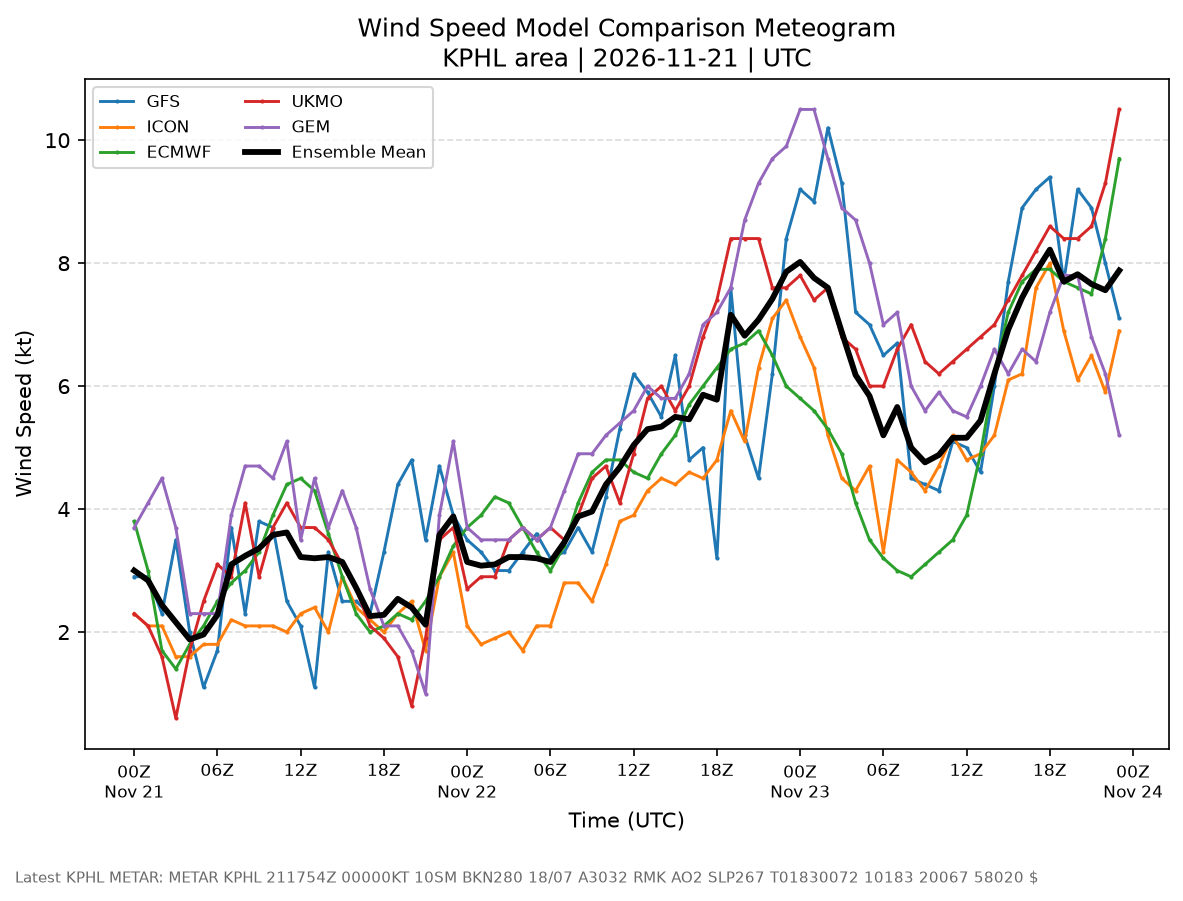 Wind Speed Model Comparison Meteogram
KPHL area | 2026-11-21 | UTC
GFS
ICON
ECMWF
UKMO
GEM
Ensemble Mean
Wind Speed (kt)
10
8
6
4
2
00Z 06Z 12Z 18Z 00Z 06Z 12Z 18Z 00Z 06Z 12Z 18Z 00Z
Nov 21 Nov 22 Nov 23 Nov 24
Time (UTC)
Latest KPHL METAR: METAR KPHL 211754Z 00000KT 10SM BKN280 18/07 A3032 RMK AO2 SLP267 T01830072 10183 20067 58020 $